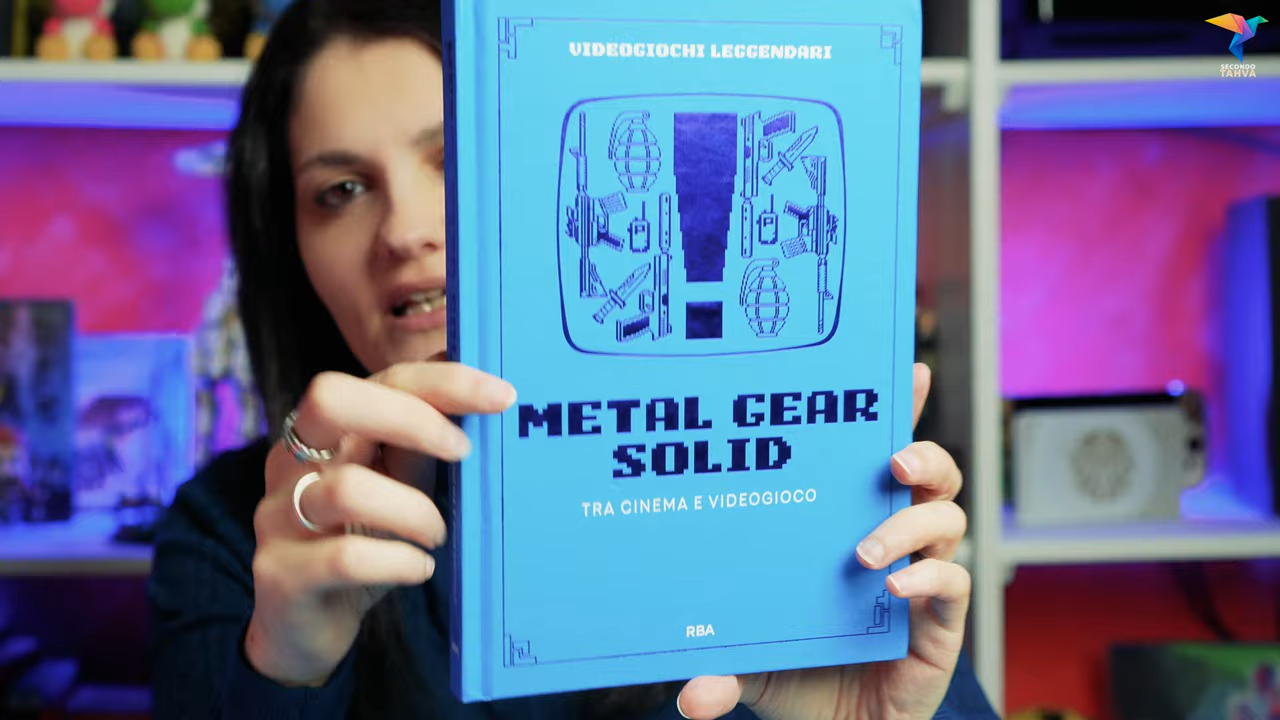 VIDEOGIOCHI LEGGENDARI
METAL GEAR
SOLID
TRA CINEMA E VIDEOGIOCO
RBA
SECONDO
TAHVA